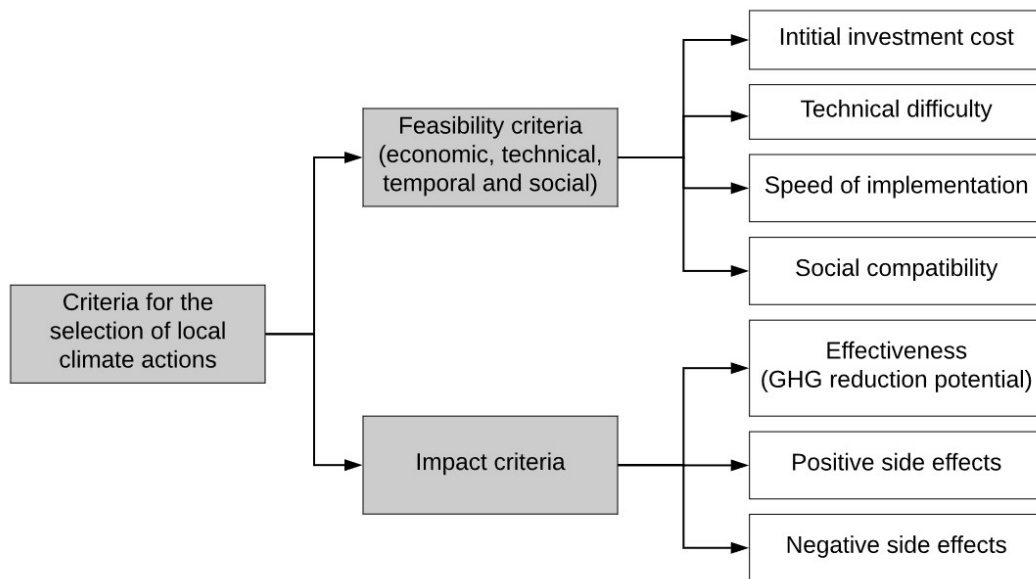 Intitial investment cost
Feasibility criteria
(economic, technical,
temporal and social)
Technical difficulty
Speed of implementation
Social compatibility
Criteria for the
selection of local
climate actions
Effectiveness
(GHG reduction potential)
Impact criteria
Positive side effects
Negative side effects